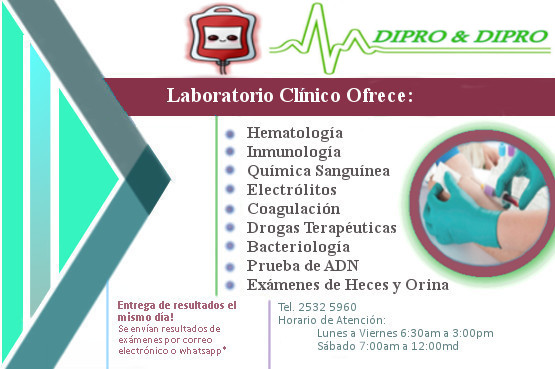 DIPRO & DIPRO
Laboratorio Clínico Ofrece:
Hematología
Inmunología
Química Sanguínea
Electrólitos
Coagulación
Drogas Terapéuticas
Bacteriología
Prueba de ADN
Exámenes de Heces y Orina
Entrega de resultados el
mismo día!
Se envían resultados de
exámenes por correo
electrónico o whatsapp*
Tel. 2532 5960
Horario de Atención:
Lunes a Viernes 6:30am a 3:00pm
Sábado 7:00am a 12:00md